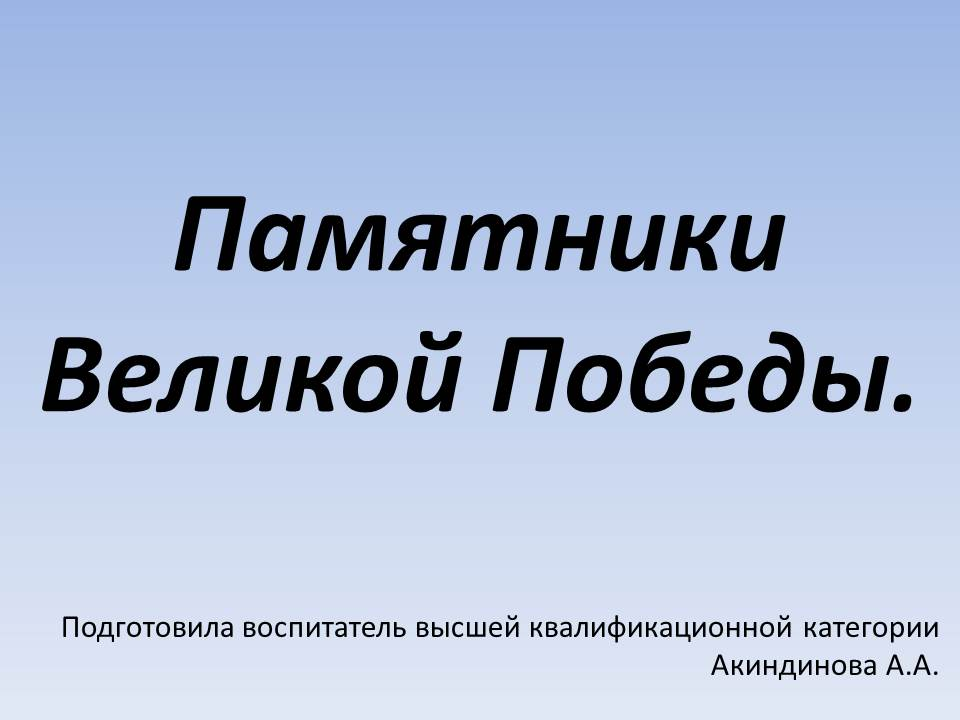 Памятники
Великой Победы.
Подготовила воспитатель высшей квалификационной категории
Акиндинова А.А.